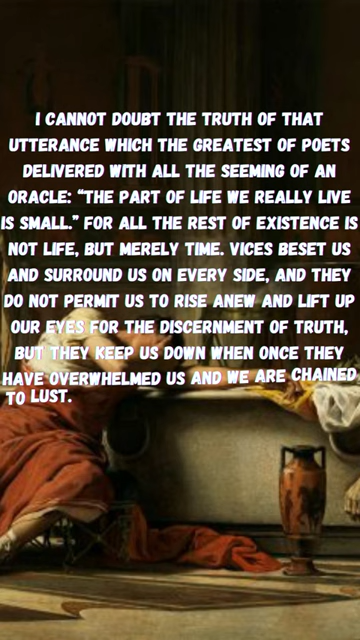 I CANNOT DOUBT THE TRUTH OF THAT
UTTERANCE WHICH THE GREATEST OF POETS
DELIVERED WITH ALL THE SEEMING OF AN
ORACLE: “THE PART OF LIFE WE REALLY LIVE
IS SMALL.” FOR ALL THE REST OF EXISTENCE IS
NOT LIFE, BUT MERELY TIME. VICES BESET US
AND SURROUND US ON EVERY SIDE, AND THEY
DO NOT PERMIT US TO RISE ANEW AND LIFT UP
OUR EYES FOR THE DISCERNMENT OF TRUTH,
BUT THEY KEEP US DOWN WHEN ONCE THEY
HAVE OVERWHELMED US AND WE ARE CHAINED
TO LUST.